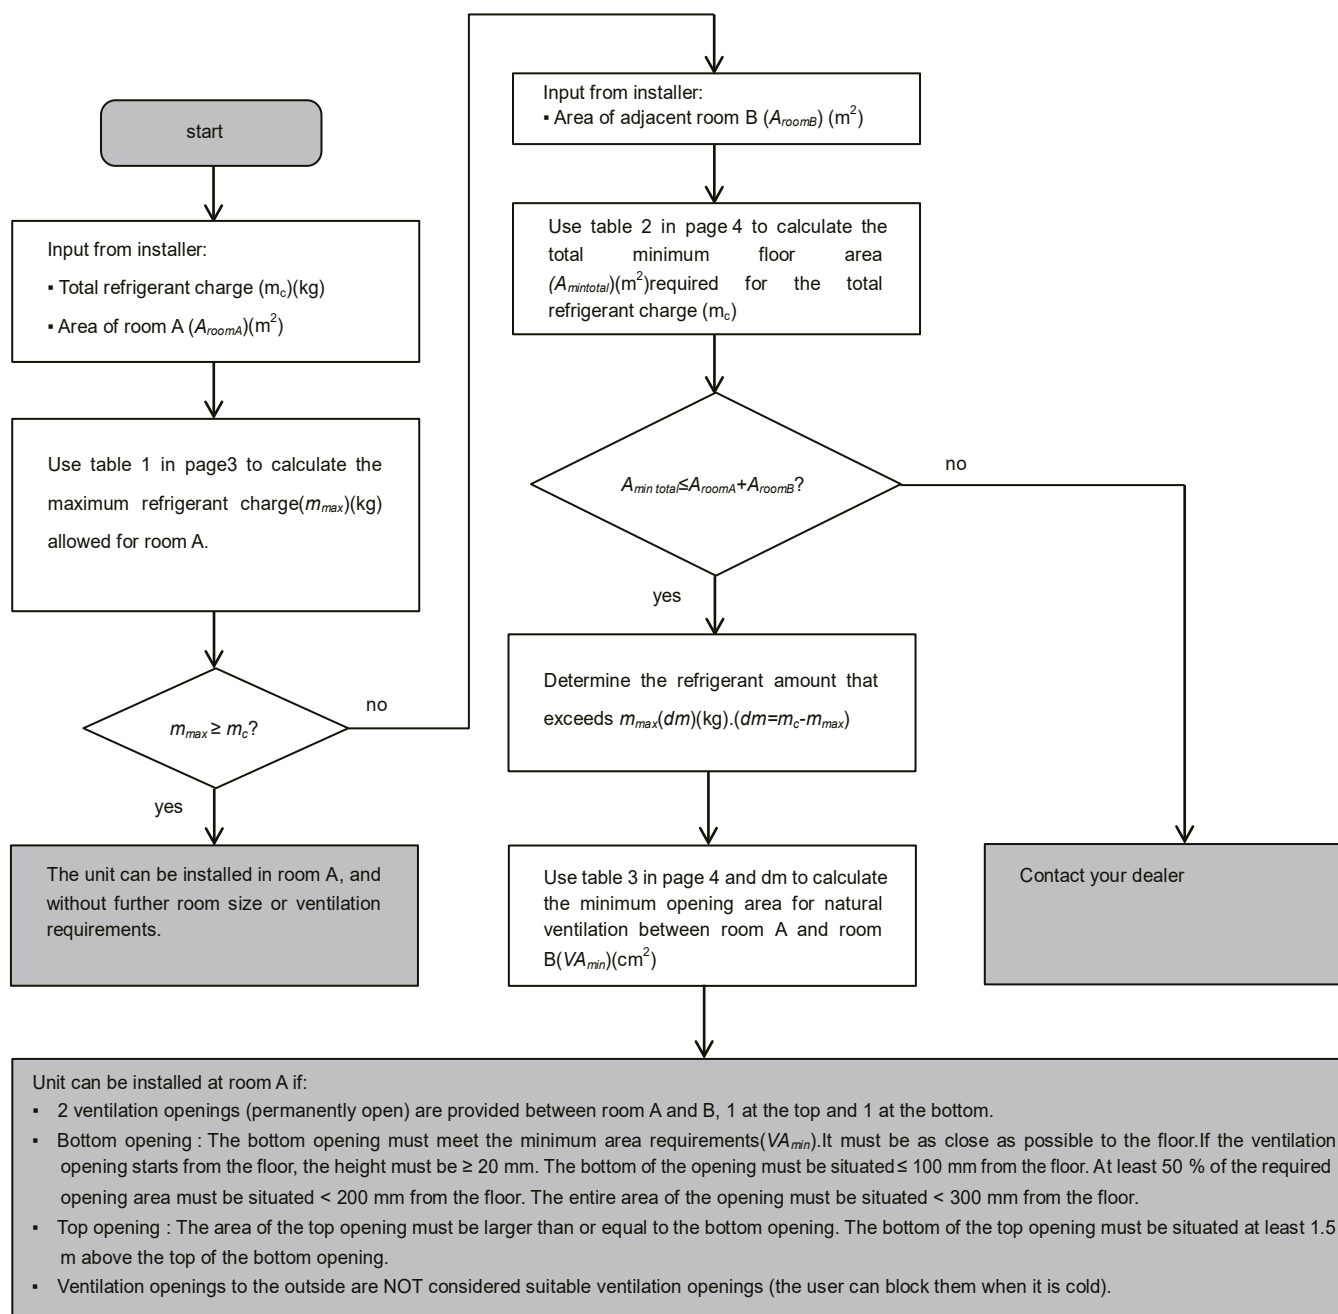 start
Input from installer:
▪ Total refrigerant charge (mc)(kg)
▪ Area of room A (AroomA)(m²)
Use table 1 in page3 to calculate the
maximum refrigerant charge(mmax)(kg)
allowed for room A.
mmax ≥ mc?
no
yes
The unit can be installed in room A, and
without further room size or ventilation
requirements.
Input from installer:
▪ Area of adjacent room B (AroomB) (m²)
Use table 2 in page 4 to calculate the
total minimum floor area
(Amintotal)(m²)required for the total
refrigerant charge (mc)
Amin total≤AroomA+AroomB?
no
yes
Determine the refrigerant amount that
exceeds mmax(dm)(kg).(dm=mc-mmax)
Use table 3 in page 4 and dm to calculate
the minimum opening area for natural
ventilation between room A and room
B(VAmin)(cm²)
Contact your dealer
Unit can be installed at room A if:
▪ 2 ventilation openings (permanently open) are provided between room A and B, 1 at the top and 1 at the bottom.
▪ Bottom opening : The bottom opening must meet the minimum area requirements(VAmin).It must be as close as possible to the floor.If the ventilation
opening starts from the floor, the height must be ≥ 20 mm. The bottom of the opening must be situated ≤ 100 mm from the floor. At least 50 % of the required
opening area must be situated < 200 mm from the floor. The entire area of the opening must be situated < 300 mm from the floor.
▪ Top opening : The area of the top opening must be larger than or equal to the bottom opening. The bottom of the top opening must be situated at least 1.5
m above the top of the bottom opening.
▪ Ventilation openings to the outside are NOT considered suitable ventilation openings (the user can block them when it is cold).